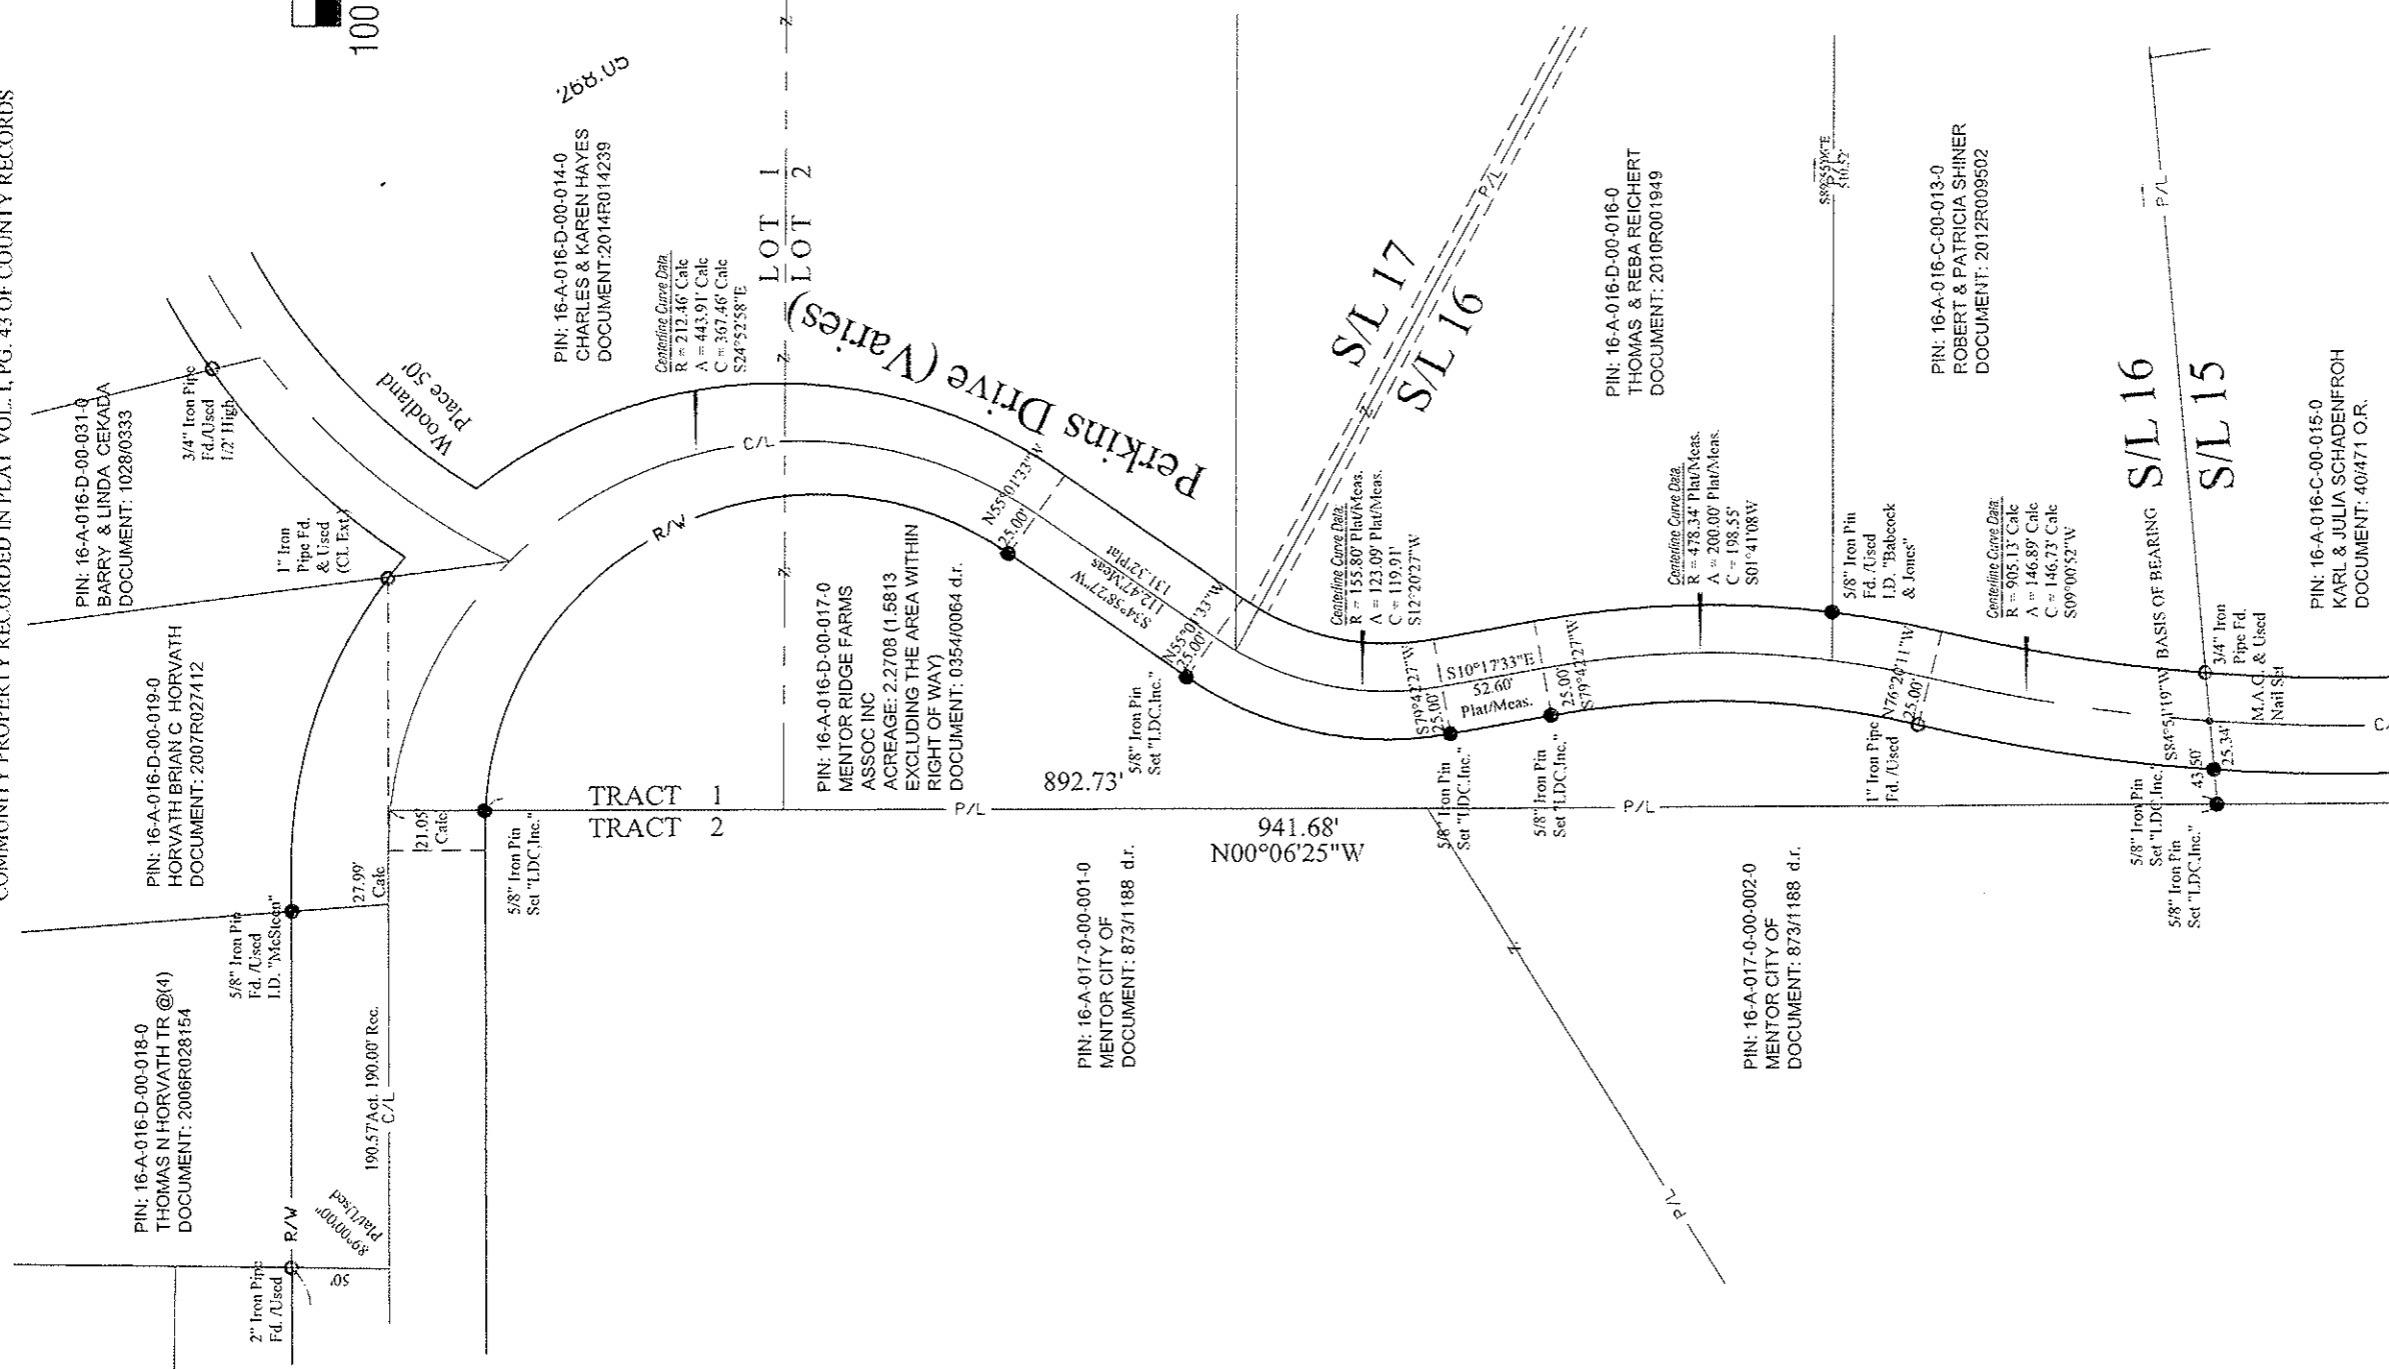 COMMUNITY PROPERTY RECORDED IN PLAT VOL. 1, PG. 43 OF COUNTY RECORDS
100
268.05'
PIN: 16-A-016-D-00-031-0
BARRY & LINDA CEKADA
DOCUMENT: 1028/0333
3/4" Iron Pipe
Fd./Used
1/2' High
Woodland
Place 50'
1" Iron
Pipe Fd.
& Used
(CL Ext.)
PIN: 16-A-016-D-00-019-0
HORVATH BRIAN C HORVATH
DOCUMENT: 2007R027412
5/8" Iron Pin
Fd. /Used
I.D. "McSteen"
27.99'
Calc
PIN: 16-A-016-D-00-018-0
THOMAS N HORVATH TR @(4)
DOCUMENT: 2006R028154
190.57'Act. 190.00' Rec.
C/L
R/W
89°00'00"
Plat/Used
50'
2" Iron Pipe
Fd. /Used
21.05'
Calc
5/8" Iron Pin
Set "LDC,Inc."
TRACT 1
TRACT 2
PIN: 16-A-016-D-00-014-0
CHARLES & KAREN HAYES
DOCUMENT:2014R014239
Centerline Curve Data
R = 212.46' Calc
A = 443.91' Calc
C = 367.46' Calc
S24°52'58"E
LOT 1
LOT 2
Perkins Drive (Varies)
C/L
R/W
PIN: 16-A-016-D-00-017-0
MENTOR RIDGE FARMS
ASSOC INC
ACREAGE: 2.2708 (1.5813
EXCLUDING THE AREA WITHIN
RIGHT OF WAY)
DOCUMENT: 0354/0064 d.r.
N55°01'33"W
25.00'
S34°58'27"W
112.47'Meas
131.32'Plat
N55°01'33"W
25.00'
5/8" Iron Pin
Set "LDC,Inc."
P/L
892.73'
941.68'
N00°06'25"W
P/L
S/L 17
S/L 16
P/L
Centerline Curve Data
R = 155.80' Plat/Meas.
A = 123.09' Plat/Meas.
C = 119.91'
S12°20'27"W
S79°42'27"W
25.00'
S10°17'33"E
52.60'
Plat/Meas.
25.00'
S79°42'27"W
5/8" Iron Pin
Set "LDC,Inc."
5/8" Iron Pin
Set "LDC,Inc."
PIN: 16-A-016-D-00-016-0
THOMAS & REBA REICHERT
DOCUMENT: 2010R001949
Centerline Curve Data
R = 478.34' Plat/Meas.
A = 200.00' Plat/Meas.
C = 198.55'
S01°41'08W
P/L
5/8" Iron Pin
Fd. /Used
I.D. "Babcock
& Jones"
N76°20'11"W
25.00'
1" Iron Pipe
Fd. /Used
PIN: 16-A-016-C-00-013-0
ROBERT & PATRICIA SHINER
DOCUMENT: 2012R009502
Centerline Curve Data
R = 905.13' Calc
A = 146.89' Calc
C = 146.73' Calc
S09°00'52"W
P/L
S/L 16
S/L 15
S84°51'19"W BASIS OF BEARING
3/4" Iron
Pipe Fd.
M.A.G. & Used
Nail Set
25.34'
43.50'
5/8" Iron Pin
Set "LDC,Inc."
5/8" Iron Pin
Set "LDC,Inc."
PIN: 16-A-016-C-00-015-0
KARL & JULIA SCHADENFROH
DOCUMENT: 40/471 O.R.
PIN: 16-A-017-0-00-001-0
MENTOR CITY OF
DOCUMENT: 873/1188 d.r.
PIN: 16-A-017-0-00-002-0
MENTOR CITY OF
DOCUMENT: 873/1188 d.r.
P/L